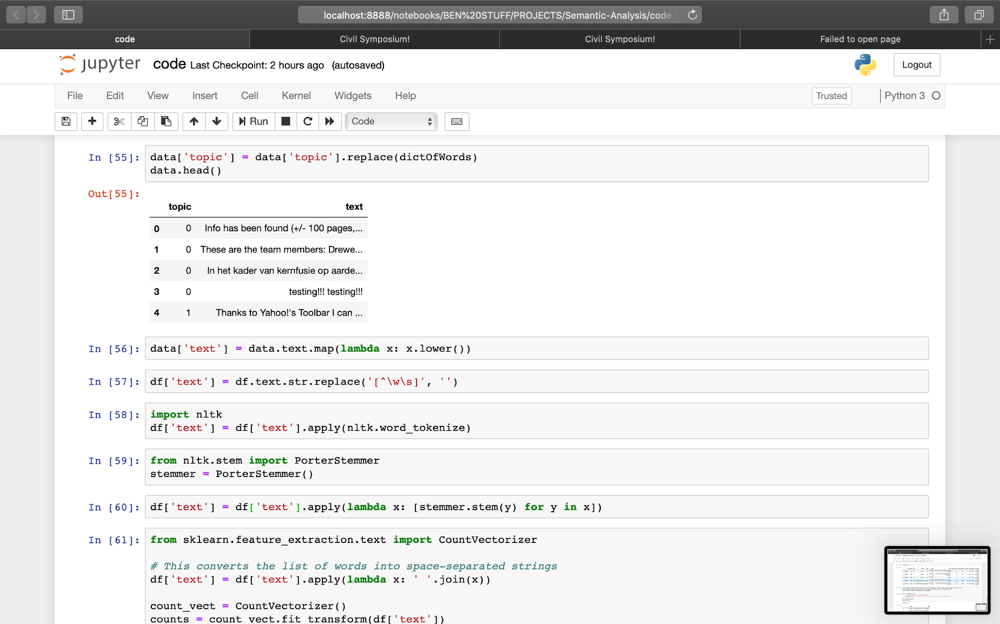 localhost:8888/notebooks/BEN%20STUFF/PROJECTS/Semantic-Analysis/code.
code
Civil Symposium!
Civil Symposium!
Failed to open page
jupyter code Last Checkpoint: 2 hours ago (autosaved)
Logout
File Edit View Insert Cell Kernel Widgets Help
Trusted
Python 3
Run
Code
In [55]: data['topic'] = data['topic'].replace(dictOfWords)
data.head()
Out[55]:
topic text
0 0 Info has been found (+/- 100 pages,...
1 0 These are the team members: Drewe...
2 0 In het kader van kernfusie op aarde...
3 0 testing!!! testing!!!
4 1 Thanks to Yahoo!'s Toolbar I can ...
In [56]: data['text'] = data.text.map(lambda x: x.lower())
In [57]: df['text'] = df.text.str.replace('[^\w\s]', '')
In [58]: import nltk
df['text'] = df['text'].apply(nltk.word_tokenize)
In [59]: from nltk.stem import PorterStemmer
stemmer = PorterStemmer()
In [60]: df['text'] = df['text'].apply(lambda x: [stemmer.stem(y) for y in x])
In [61]: from sklearn.feature_extraction.text import CountVectorizer
# This converts the list of words into space-separated strings
df['text'] = df['text'].apply(lambda x: ' '.join(x))
count_vect = CountVectorizer()
counts = count_vect.fit_transform(df['text'])